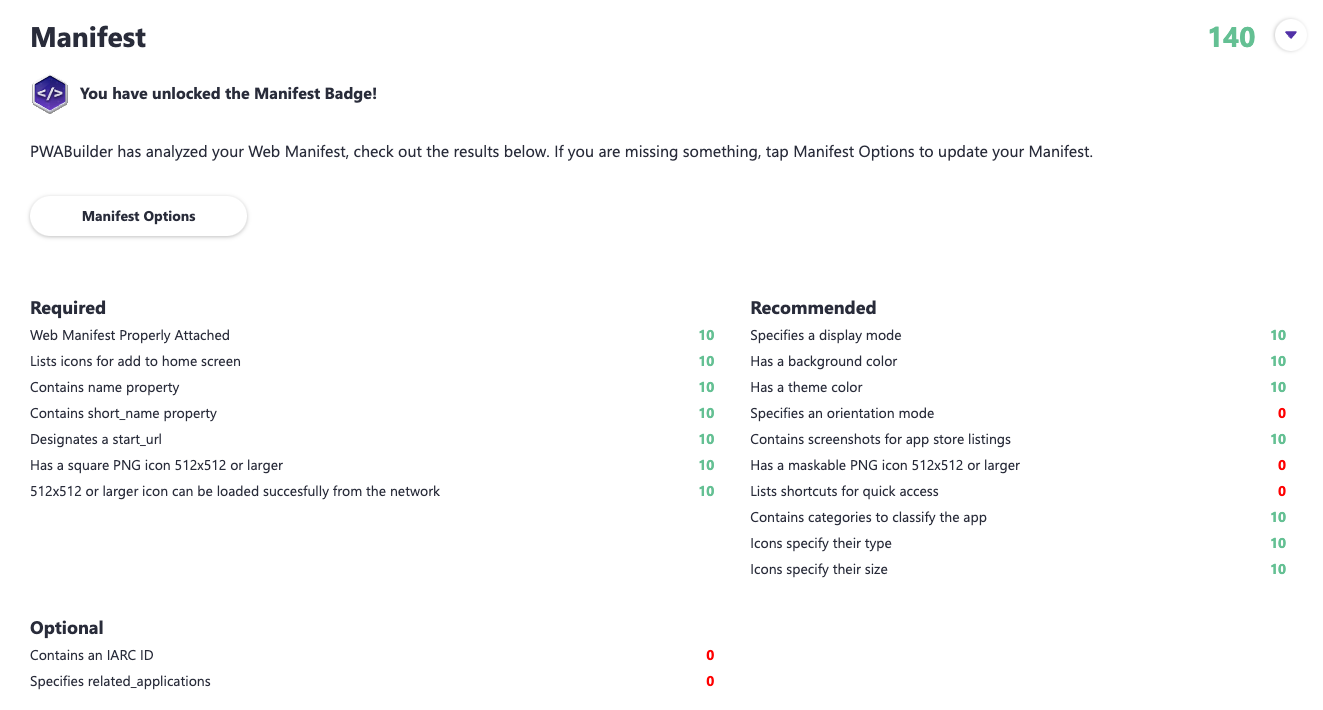 Manifest
140
</>
You have unlocked the Manifest Badge!
PWABuilder has analyzed your Web Manifest, check out the results below. If you are missing something, tap Manifest Options to update your Manifest.
Manifest Options
Required
Web Manifest Properly Attached 10
Lists icons for add to home screen 10
Contains name property 10
Contains short_name property 10
Designates a start_url 10
Has a square PNG icon 512x512 or larger 10
512x512 or larger icon can be loaded succesfully from the network 10
Recommended
Specifies a display mode 10
Has a background color 10
Has a theme color 10
Specifies an orientation mode 0
Contains screenshots for app store listings 10
Has a maskable PNG icon 512x512 or larger 0
Lists shortcuts for quick access 0
Contains categories to classify the app 10
Icons specify their type 10
Icons specify their size 10
Optional
Contains an IARC ID 0
Specifies related_applications 0